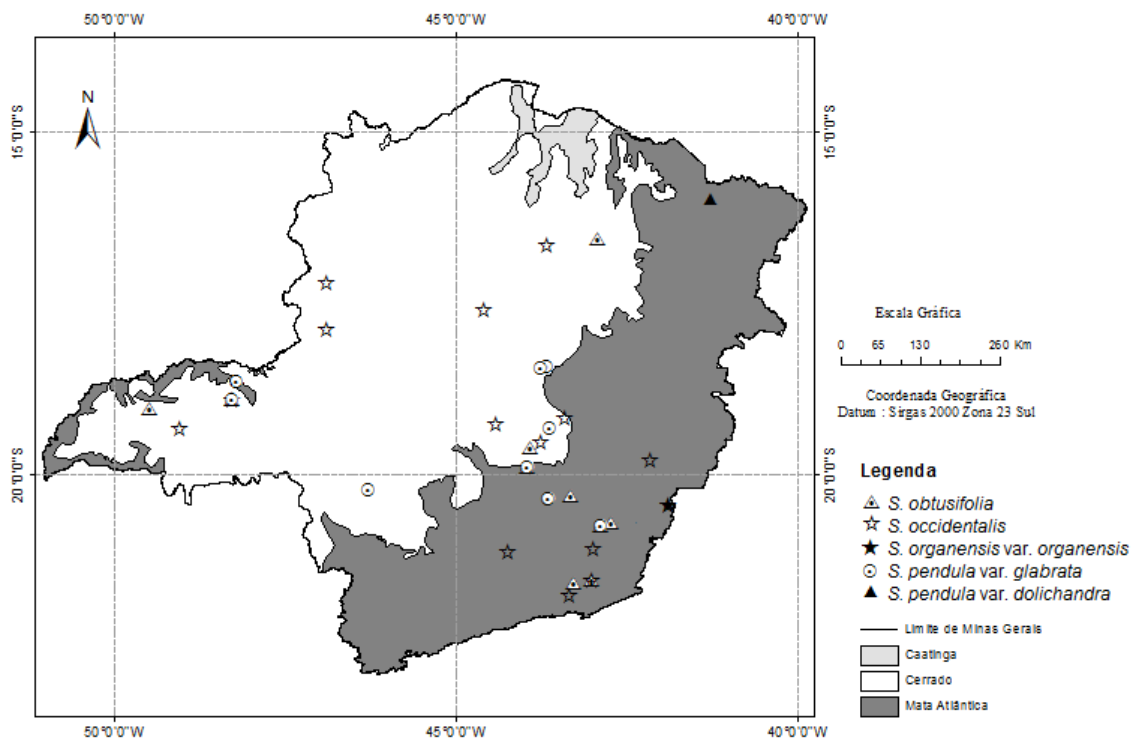 50°0'0"W 45°0'0"W 40°0'0"W
N
15°0'0"S 15°0'0"S
20°0'0"S 20°0'0"S
50°0'0"W 45°0'0"W 40°0'0"W
Escala Gráfica
0 65 130 260 Km
Coordenada Geográfica
Datum : Sirgas 2000 Zona 23 Sul
Legenda
S. obtusifolia
S. occidentalis
S. organensis var. organensis
S. pendula var. glabrata
S. pendula var. dolichandra
Limite de Minas Gerais
Caatinga
Cerrado
Mata Atlântica